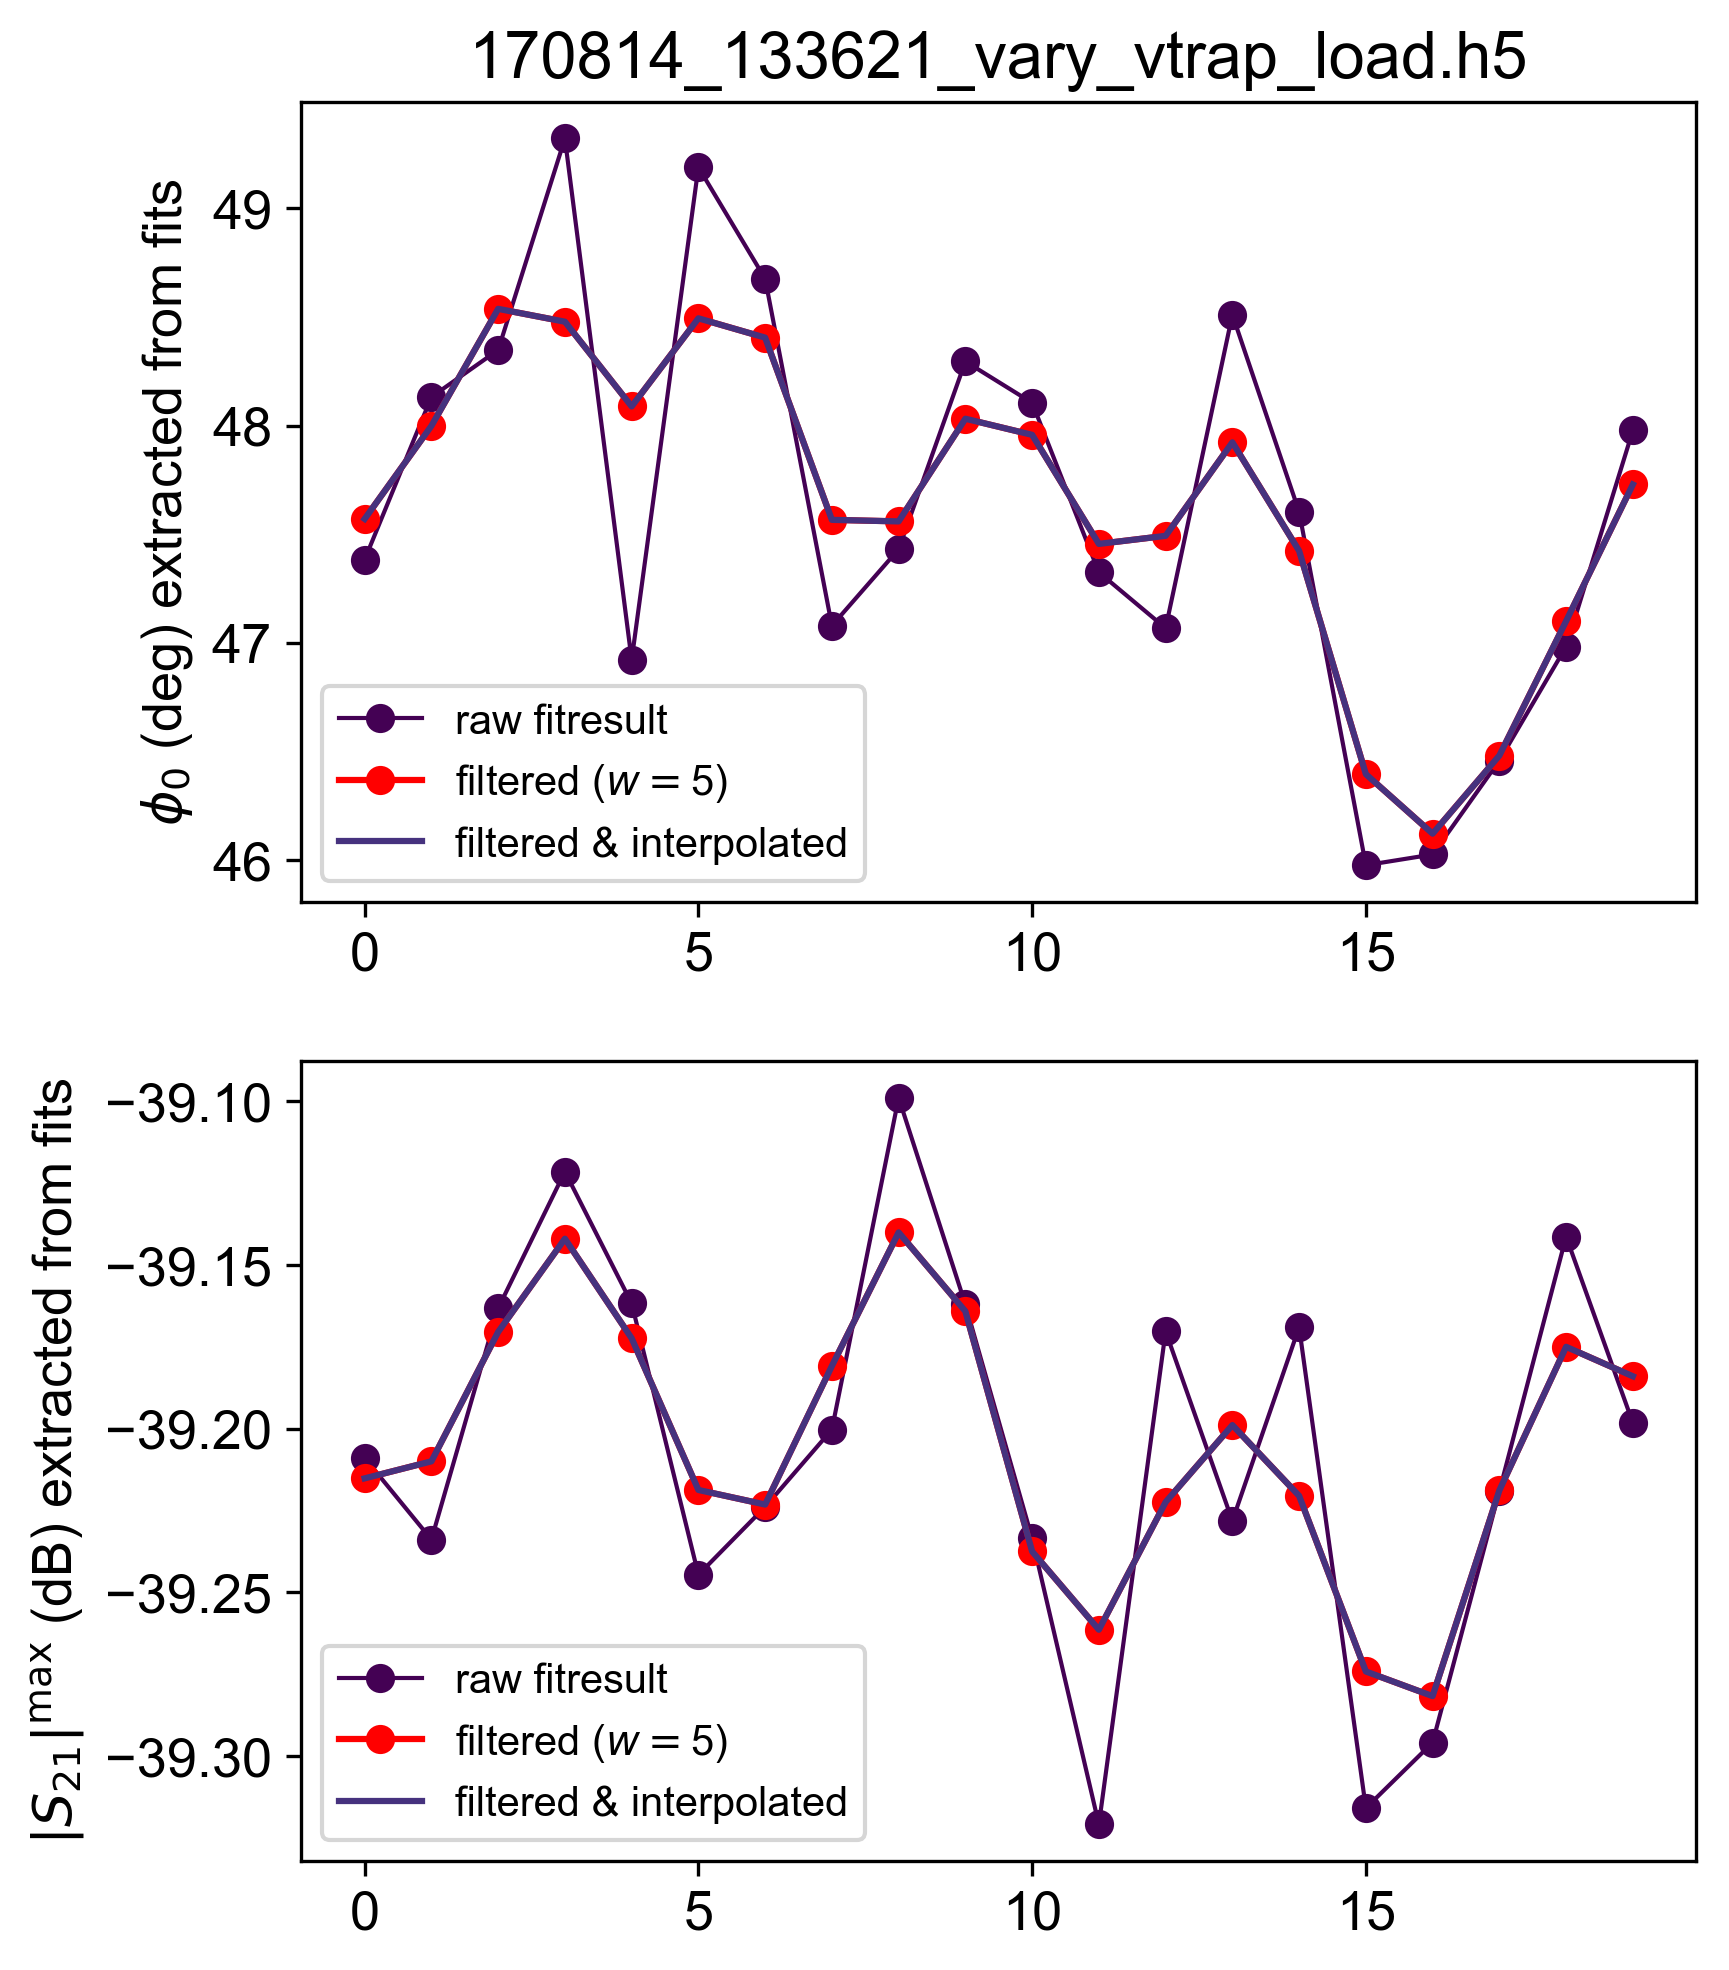 170814_133621_vary_vtrap_load.h5
ϕ₀ (deg) extracted from fits
49
48
47
46
raw fitresult
filtered (w = 5)
filtered & interpolated
0 5 10 15
|S₂₁|ᵐᵃˣ (dB) extracted from fits
−39.10
−39.15
−39.20
−39.25
−39.30
raw fitresult
filtered (w = 5)
filtered & interpolated
0 5 10 15